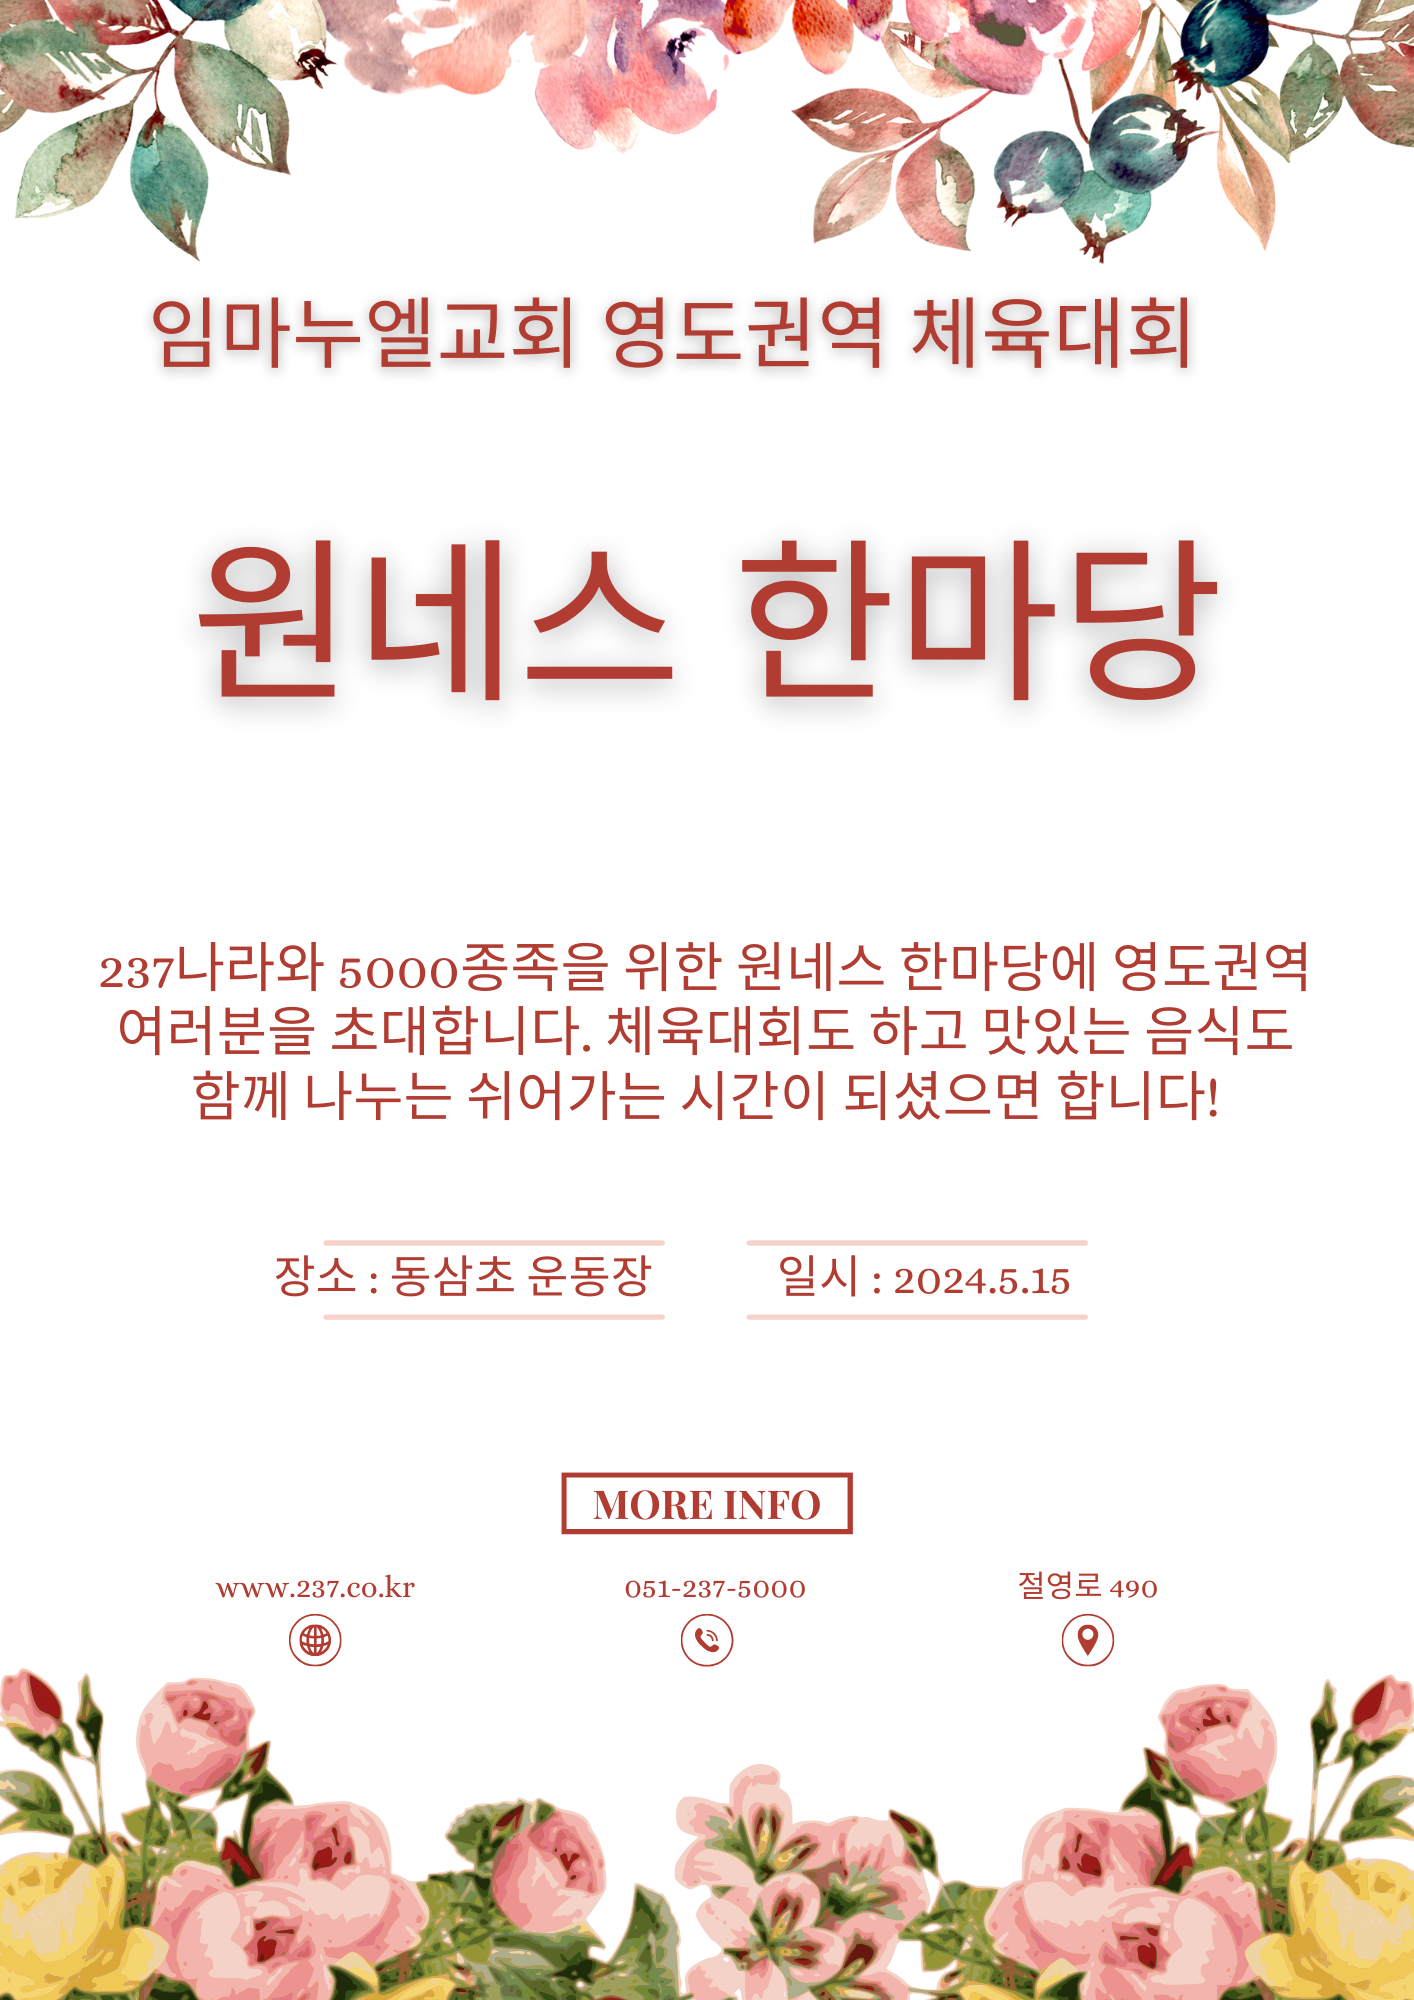 임마누엘교회 영도권역 체육대회
원네스 한마당
237나라와 5000종족을 위한 원네스 한마당에 영도권역
여러분을 초대합니다. 체육대회도 하고 맛있는 음식도
함께 나누는 쉬어가는 시간이 되셨으면 합니다!
장소 : 동삼초 운동장
일시 : 2024.5.15
MORE INFO
www.237.co.kr
051-237-5000
절영로 490